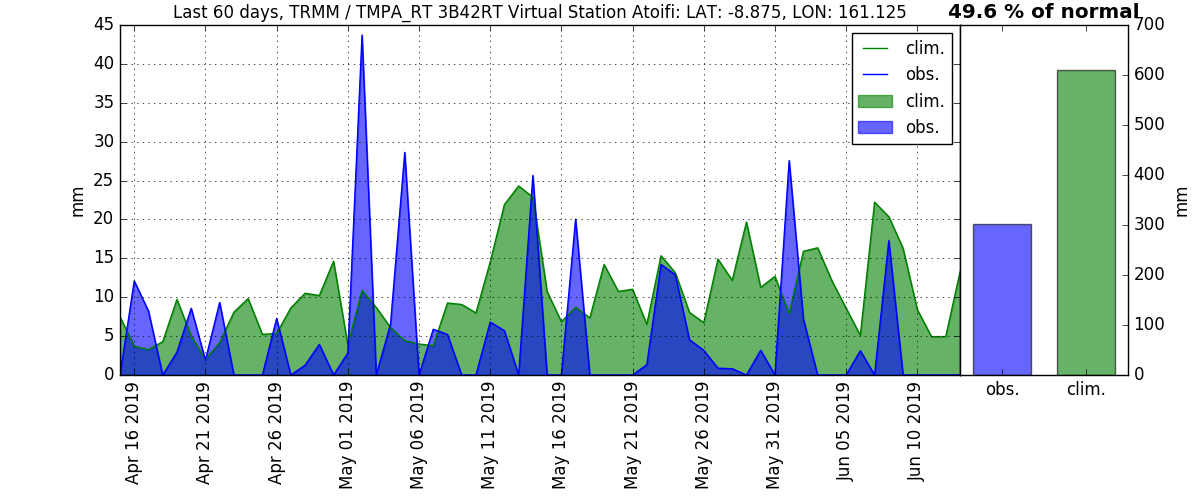 Last 60 days, TRMM / TMPA_RT 3B42RT Virtual Station Atoifi: LAT: -8.875, LON: 161.125
49.6 % of normal
45
40
35
30
25
20
15
10
5
0
mm
clim.
obs.
clim.
obs.
Apr 16 2019
Apr 21 2019
Apr 26 2019
May 01 2019
May 06 2019
May 11 2019
May 16 2019
May 21 2019
May 26 2019
May 31 2019
Jun 05 2019
Jun 10 2019
700
600
500
400
300
200
100
0
mm
obs.
clim.